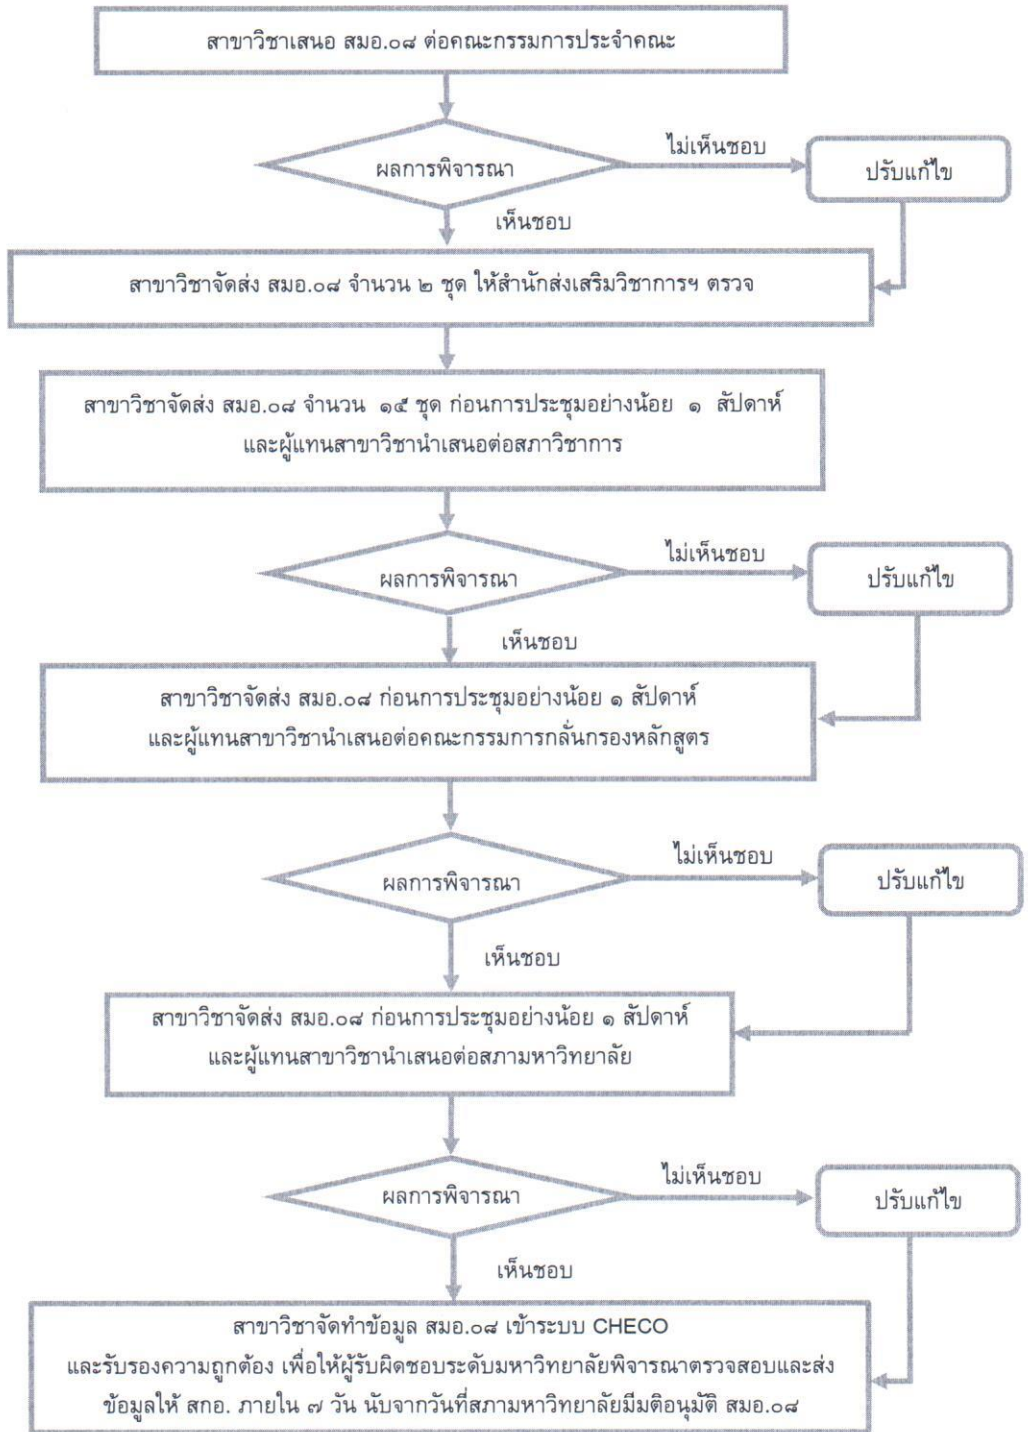 สาขาวิชาเสนอ สมอ.๐๘ ต่อคณะกรรมการประจำคณะ
ผลการพิจารณา
ไม่เห็นชอบ
ปรับแก้ไข
เห็นชอบ
สาขาวิชาจัดส่ง สมอ.๐๘ จำนวน ๒ ชุด ให้สำนักส่งเสริมวิชาการฯ ตรวจ
สาขาวิชาจัดส่ง สมอ.๐๘ จำนวน ๑๕ ชุด ก่อนการประชุมอย่างน้อย ๑ สัปดาห์
และผู้แทนสาขาวิชานำเสนอต่อสภาวิชาการ
ผลการพิจารณา
ไม่เห็นชอบ
ปรับแก้ไข
เห็นชอบ
สาขาวิชาจัดส่ง สมอ.๐๘ ก่อนการประชุมอย่างน้อย ๑ สัปดาห์
และผู้แทนสาขาวิชานำเสนอต่อคณะกรรมการกลั่นกรองหลักสูตร
ผลการพิจารณา
ไม่เห็นชอบ
ปรับแก้ไข
เห็นชอบ
สาขาวิชาจัดส่ง สมอ.๐๘ ก่อนการประชุมอย่างน้อย ๑ สัปดาห์
และผู้แทนสาขาวิชานำเสนอต่อสภามหาวิทยาลัย
ผลการพิจารณา
ไม่เห็นชอบ
ปรับแก้ไข
เห็นชอบ
สาขาวิชาจัดทำข้อมูล สมอ.๐๘ เข้าระบบ CHECO
และรับรองความถูกต้อง เพื่อให้ผู้รับผิดชอบระดับมหาวิทยาลัยพิจารณาตรวจสอบและส่ง
ข้อมูลให้ สกอ. ภายใน ๗ วัน นับจากวันที่สภามหาวิทยาลัยมีมติอนุมัติ สมอ.๐๘